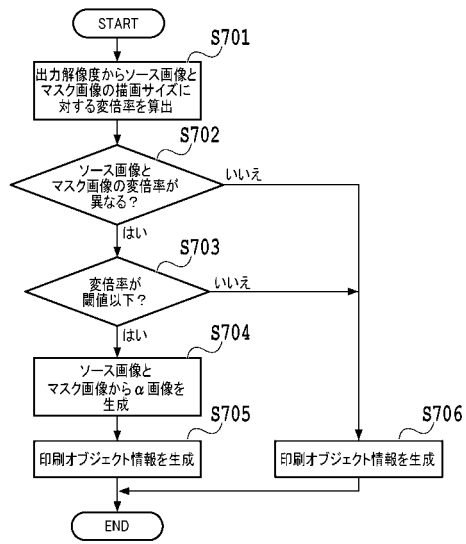 START
S701
出力解像度からソース画像と
マスク画像の描画サイズに
対する変倍率を算出
S702
ソース画像と
マスク画像の変倍率が
異なる？
いいえ
はい
S703
変倍率が
閾値以下？
いいえ
はい
S704
ソース画像と
マスク画像からα画像を
生成
S705
印刷オブジェクト情報を生成
S706
印刷オブジェクト情報を生成
END